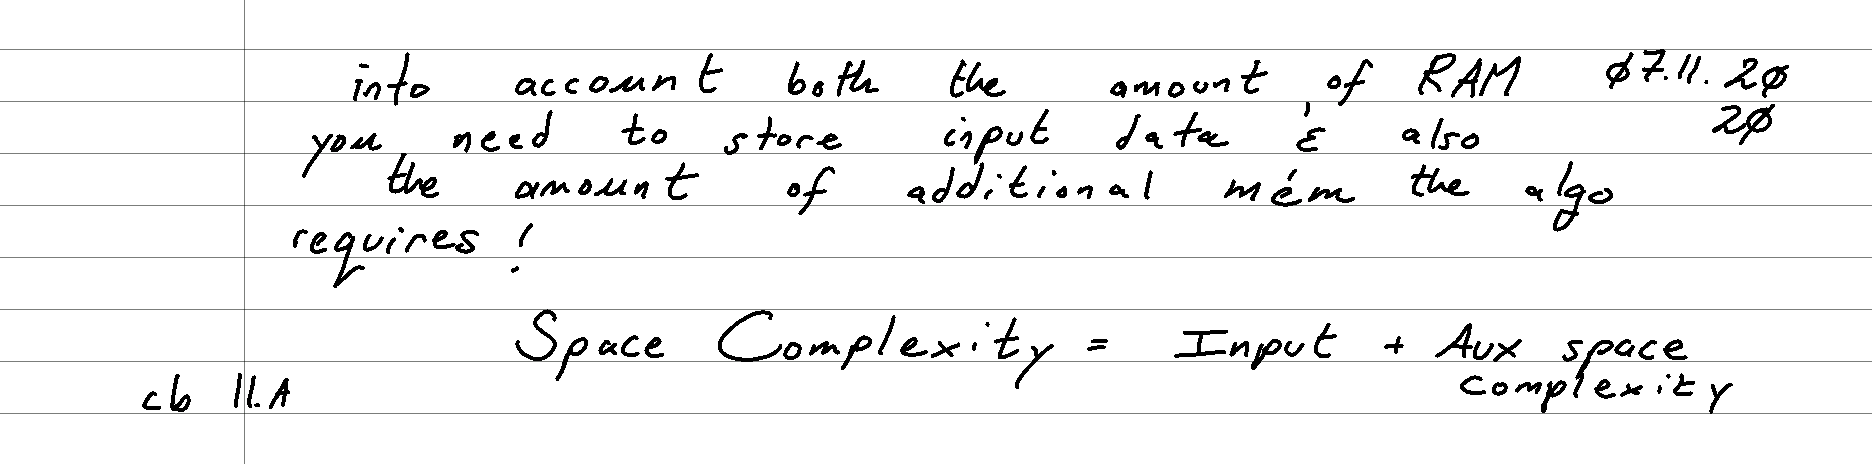 into account both the amount of RAM ø7.11.2ø
2ø
you need to store input data & also
the amount of additional mém the algo
requires!
Space Complexity = Input + Aux space
complexity
cb 11.A